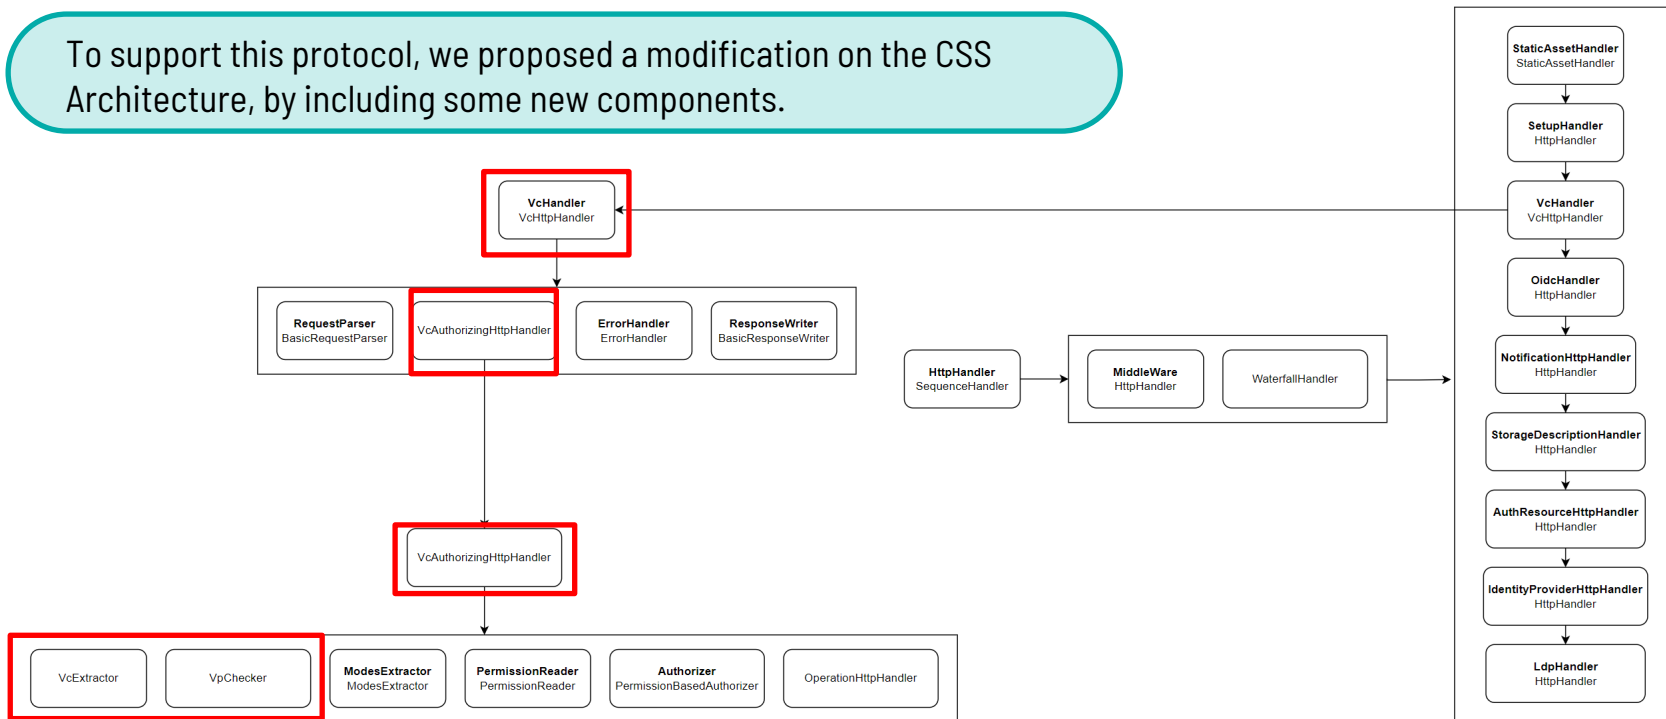 To support this protocol, we proposed a modification on the CSS
Architecture, by including some new components.
VcHandler
VcHttpHandler
RequestParser
BasicRequestParser
VcAuthorizingHttpHandler
ErrorHandler
ErrorHandler
ResponseWriter
BasicResponseWriter
VcAuthorizingHttpHandler
VcExtractor
VpChecker
ModesExtractor
ModesExtractor
PermissionReader
PermissionReader
Authorizer
PermissionBasedAuthorizer
OperationHttpHandler
HttpHandler
SequenceHandler
MiddleWare
HttpHandler
WaterfallHandler
StaticAssetHandler
StaticAssetHandler
SetupHandler
HttpHandler
VcHandler
VcHttpHandler
OidcHandler
HttpHandler
NotificationHttpHandler
HttpHandler
StorageDescriptionHandler
HttpHandler
AuthResourceHttpHandler
HttpHandler
IdentityProviderHttpHandler
HttpHandler
LdpHandler
HttpHandler